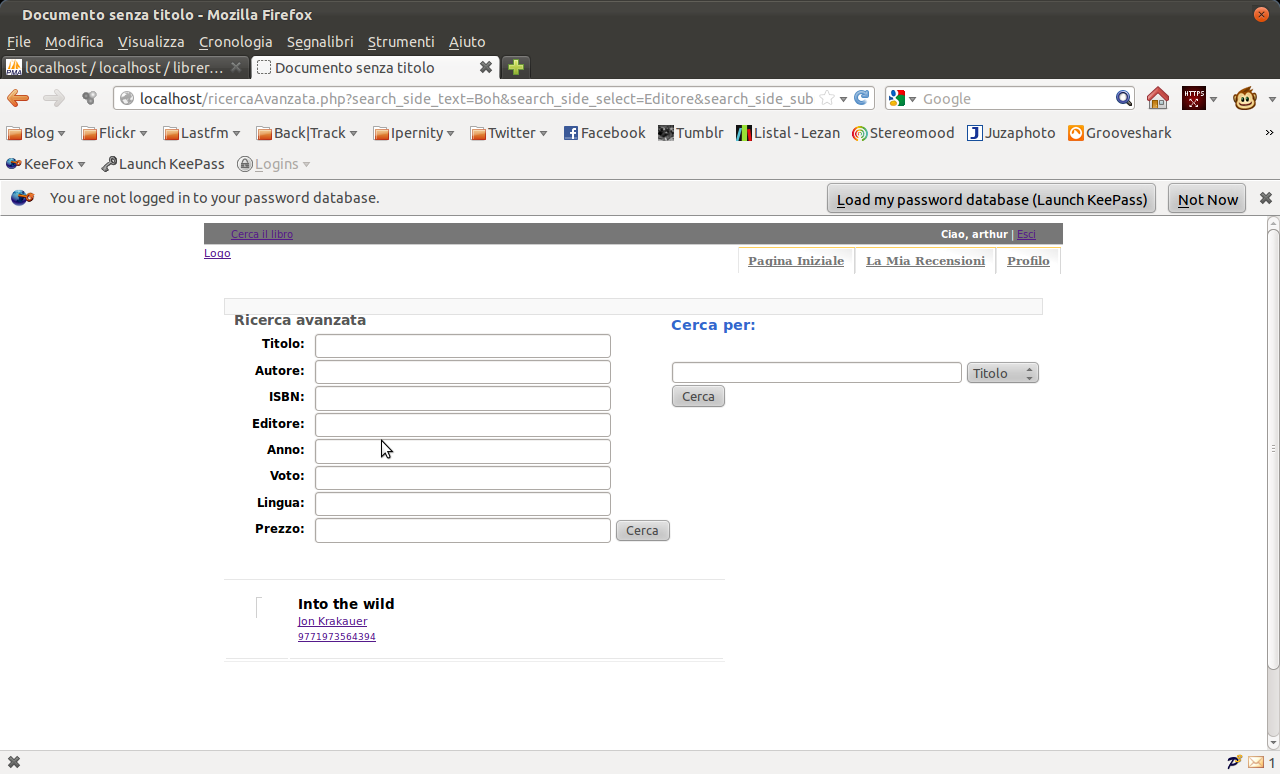 Documento senza titolo - Mozilla Firefox
File Modifica Visualizza Cronologia Segnalibri Strumenti Aiuto
localhost / localhost / librer... Documento senza titolo
localhost/ricercaAvanzata.php?search_side_text=Boh&search_side_select=Editore&search_side_sub Google HTTPS
Blog Flickr Lastfm Back|Track Ipernity Twitter Facebook Tumblr Listal - Lezan Stereomood Juzaphoto Grooveshark »
KeeFox Launch KeePass Logins
You are not logged in to your password database. Load my password database (Launch KeePass) Not Now
Cerca il libro Ciao, arthur | Esci
Logo Pagina Iniziale La Mia Recensioni Profilo
Ricerca avanzata
Cerca per:
Titolo:
Autore: Titolo
ISBN: Cerca
Editore:
Anno:
Voto:
Lingua:
Prezzo: Cerca
Into the wild
Jon Krakauer
9771973564394
1